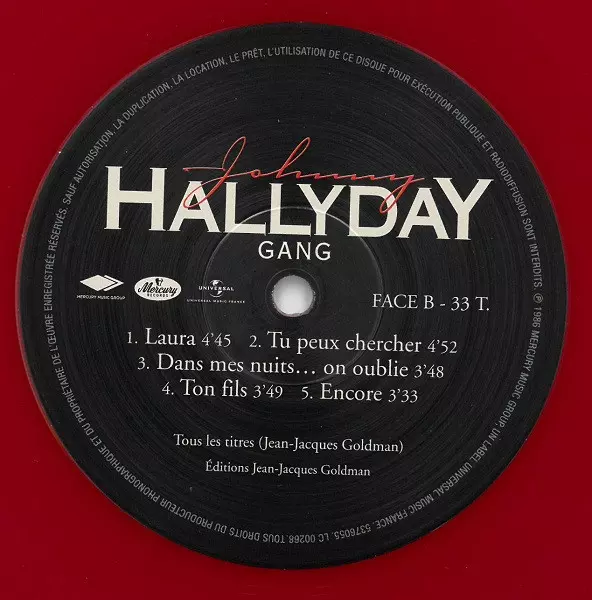 Johnny
HALLYDAY
GANG
MERCURY MUSIC GROUP
Mercury
RECORDS
UNIVERSAL
UNIVERSAL MUSIC FRANCE
FACE B - 33 T.
1. Laura 4'45 2. Tu peux chercher 4'52
3. Dans mes nuits... on oublie 3'48
4. Ton fils 3'49 5. Encore 3'33
Tous les titres (Jean-Jacques Goldman)
Éditions Jean-Jacques Goldman
℗ 1986 MERCURY MUSIC GROUP, UN LABEL UNIVERSAL MUSIC FRANCE. 5376055. LC 00268. TOUS DROITS DU PRODUCTEUR PHONOGRAPHIQUE ET DU PROPRIÉTAIRE DE L'ŒUVRE ENREGISTRÉE RÉSERVÉS. SAUF AUTORISATION, LA DUPLICATION, LA LOCATION, LE PRÊT, L'UTILISATION DE CE DISQUE POUR EXÉCUTION PUBLIQUE ET RADIODIFFUSION SONT INTERDITS.